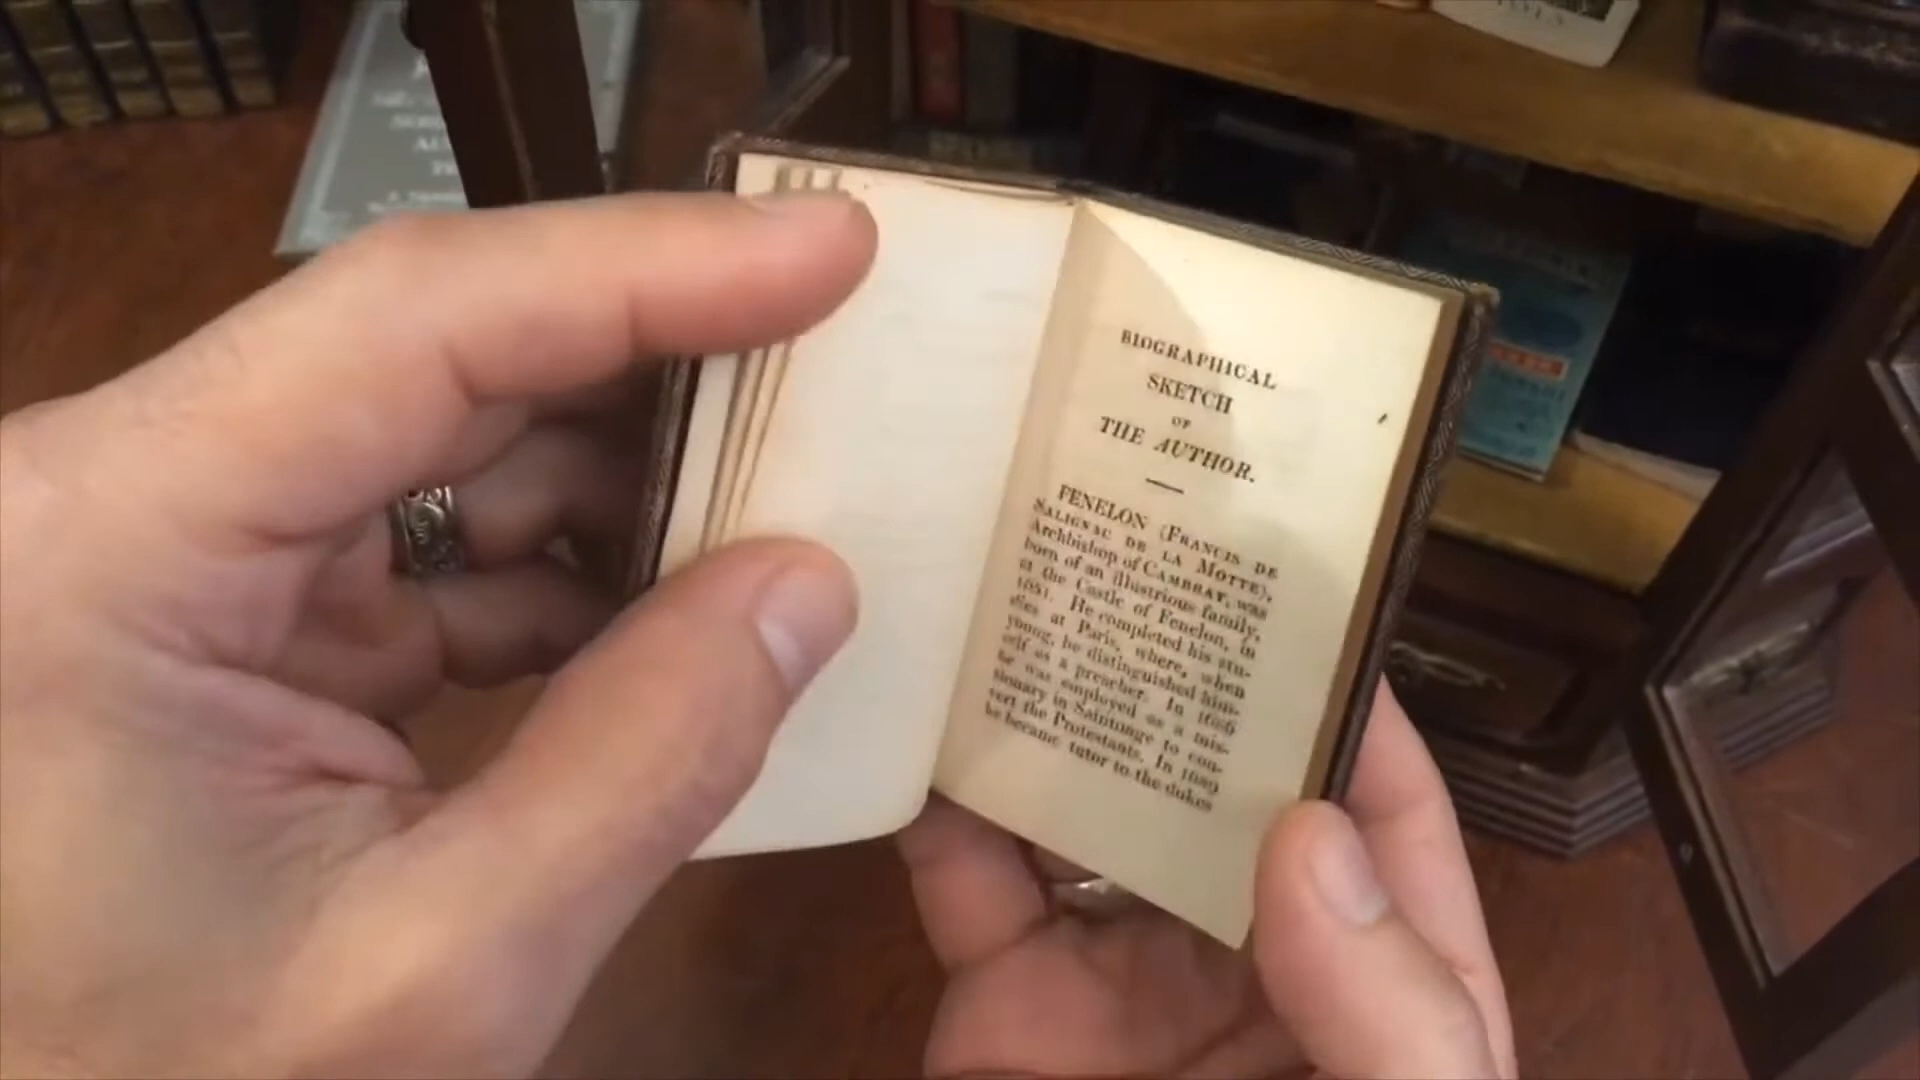 BIOGRAPHICAL
SKETCH
OF
THE AUTHOR.
FENELON (FRANCIS DE
SALIGNAC DE LA MOTTE),
Archbishop of CAMBRAY, was
born of an illustrious family,
at the Castle of Fenelon, in
1651. He completed his stu-
dies at Paris, where, when
young, he distinguished him-
self as a preacher. In 1686
he was employed as a mis-
sionary in Saintonge to con-
vert the Protestants. In 1689
he became tutor to the dukes